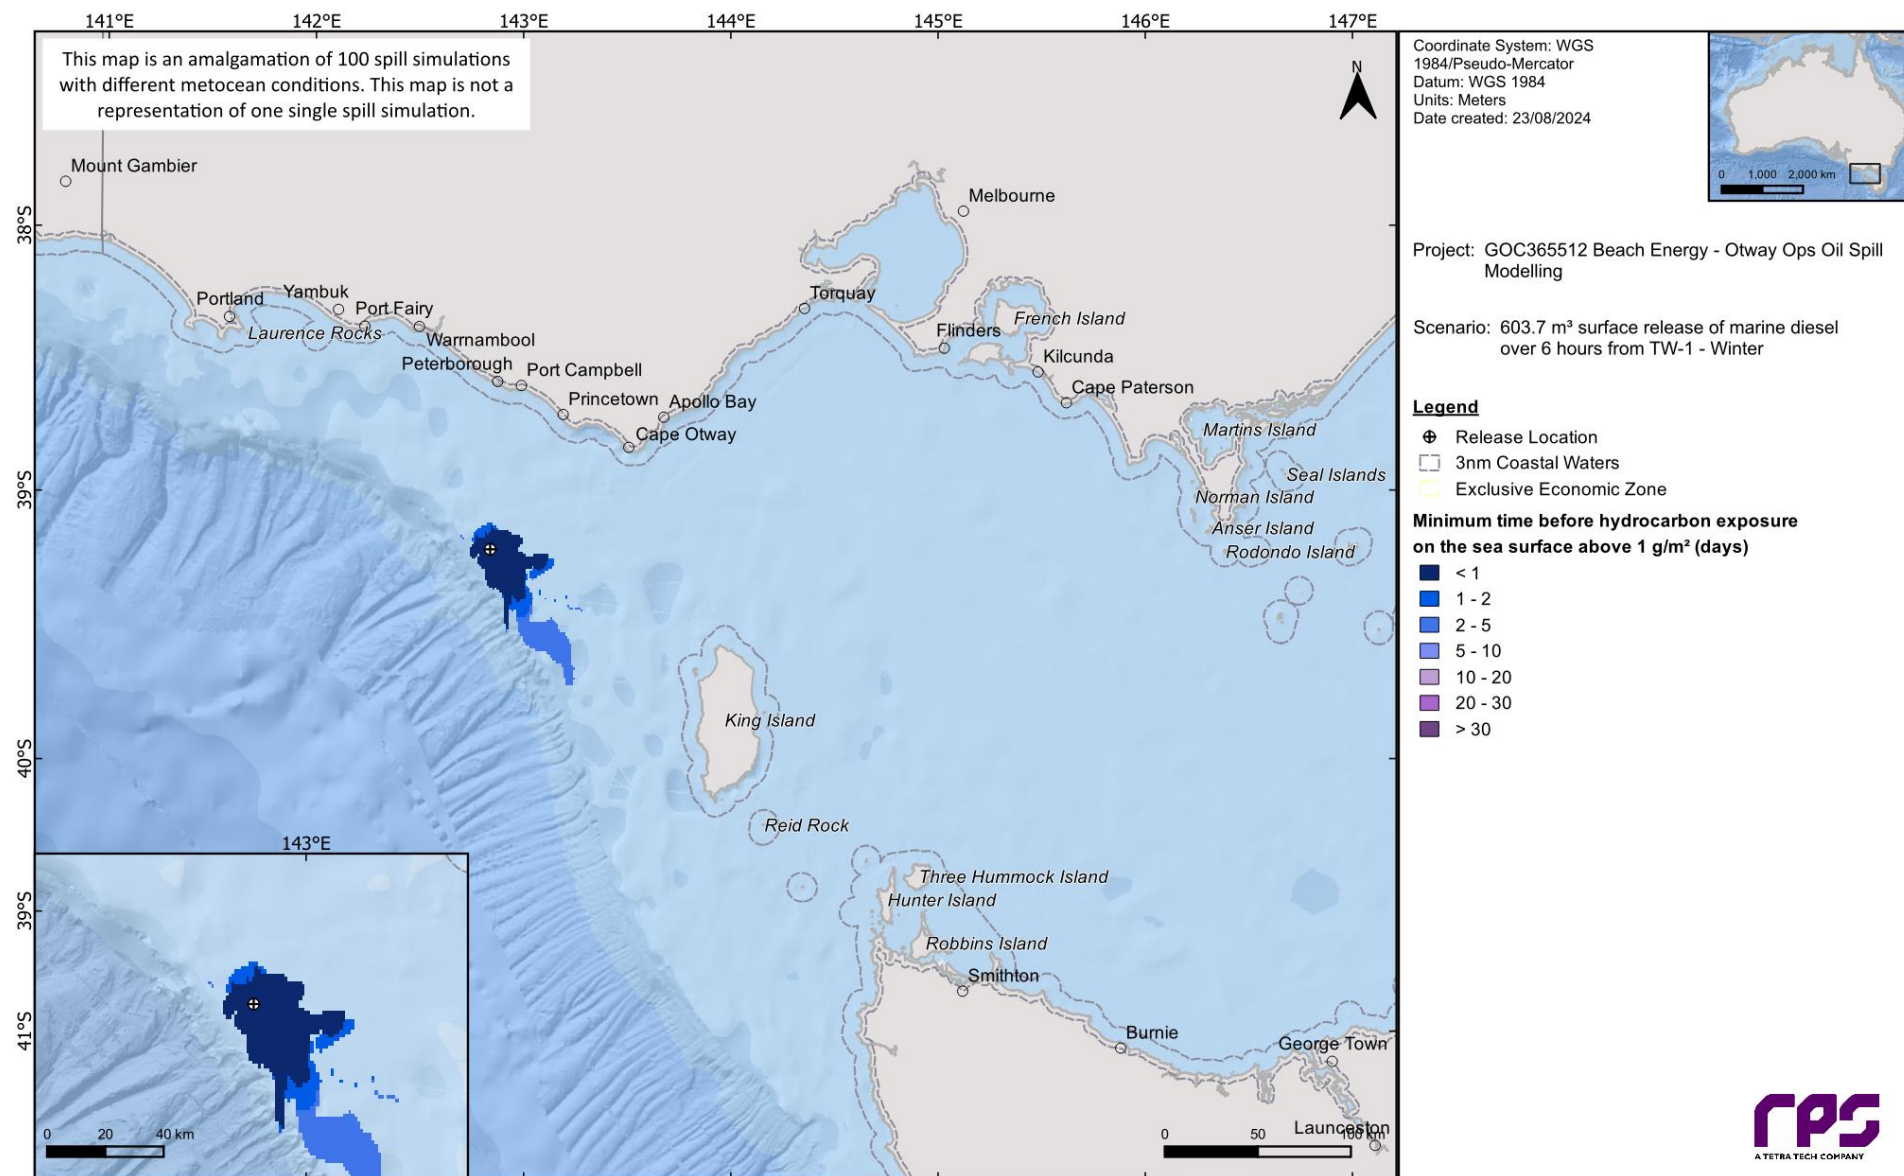 141°E 142°E 143°E 144°E 145°E 146°E 147°E
This map is an amalgamation of 100 spill simulations
with different metocean conditions. This map is not a
representation of one single spill simulation.
N
Mount Gambier
Melbourne
38°S
Portland
Yambuk
Port Fairy
Laurence Rocks
Warrnambool
Torquay
French Island
Flinders
Peterborough
Port Campbell
Kilcunda
Princetown
Apollo Bay
Cape Paterson
Cape Otway
Martins Island
39°S
Seal Islands
Norman Island
Anser Island
Rodondo Island
King Island
40°S
Reid Rock
Three Hummock Island
Hunter Island
Robbins Island
Smithton
41°S
Burnie
George Town
Launceston
0 50 100 km
143°E
39°S
0 20 40 km
Coordinate System: WGS
1984/Pseudo-Mercator
Datum: WGS 1984
Units: Meters
Date created: 23/08/2024
0 1,000 2,000 km
Project: GOC365512 Beach Energy - Otway Ops Oil Spill
Modelling
Scenario: 603.7 m³ surface release of marine diesel
over 6 hours from TW-1 - Winter
Legend
Release Location
3nm Coastal Waters
Exclusive Economic Zone
Minimum time before hydrocarbon exposure
on the sea surface above 1 g/m² (days)
< 1
1 - 2
2 - 5
5 - 10
10 - 20
20 - 30
> 30
rps
A TETRA TECH COMPANY